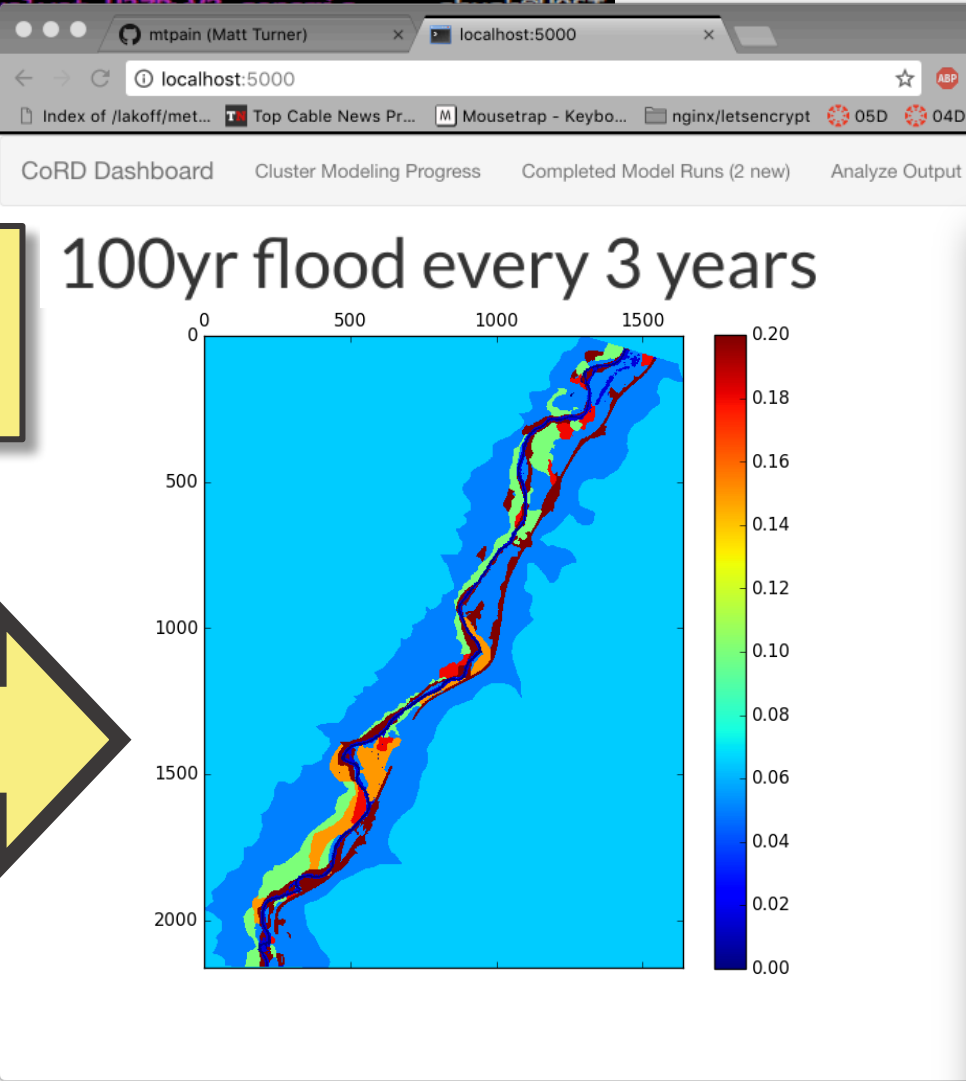 mtpain (Matt Turner)
localhost:5000
localhost:5000
ABP
Index of /lakoff/met... Top Cable News Pr... M Mousetrap - Keybo... nginx/letsencrypt 05D 04D
CoRD Dashboard Cluster Modeling Progress Completed Model Runs (2 new) Analyze Output
100yr flood every 3 years
0 500 1000 1500
0
500
1000
1500
2000
0.20
0.18
0.16
0.14
0.12
0.10
0.08
0.06
0.04
0.02
0.00